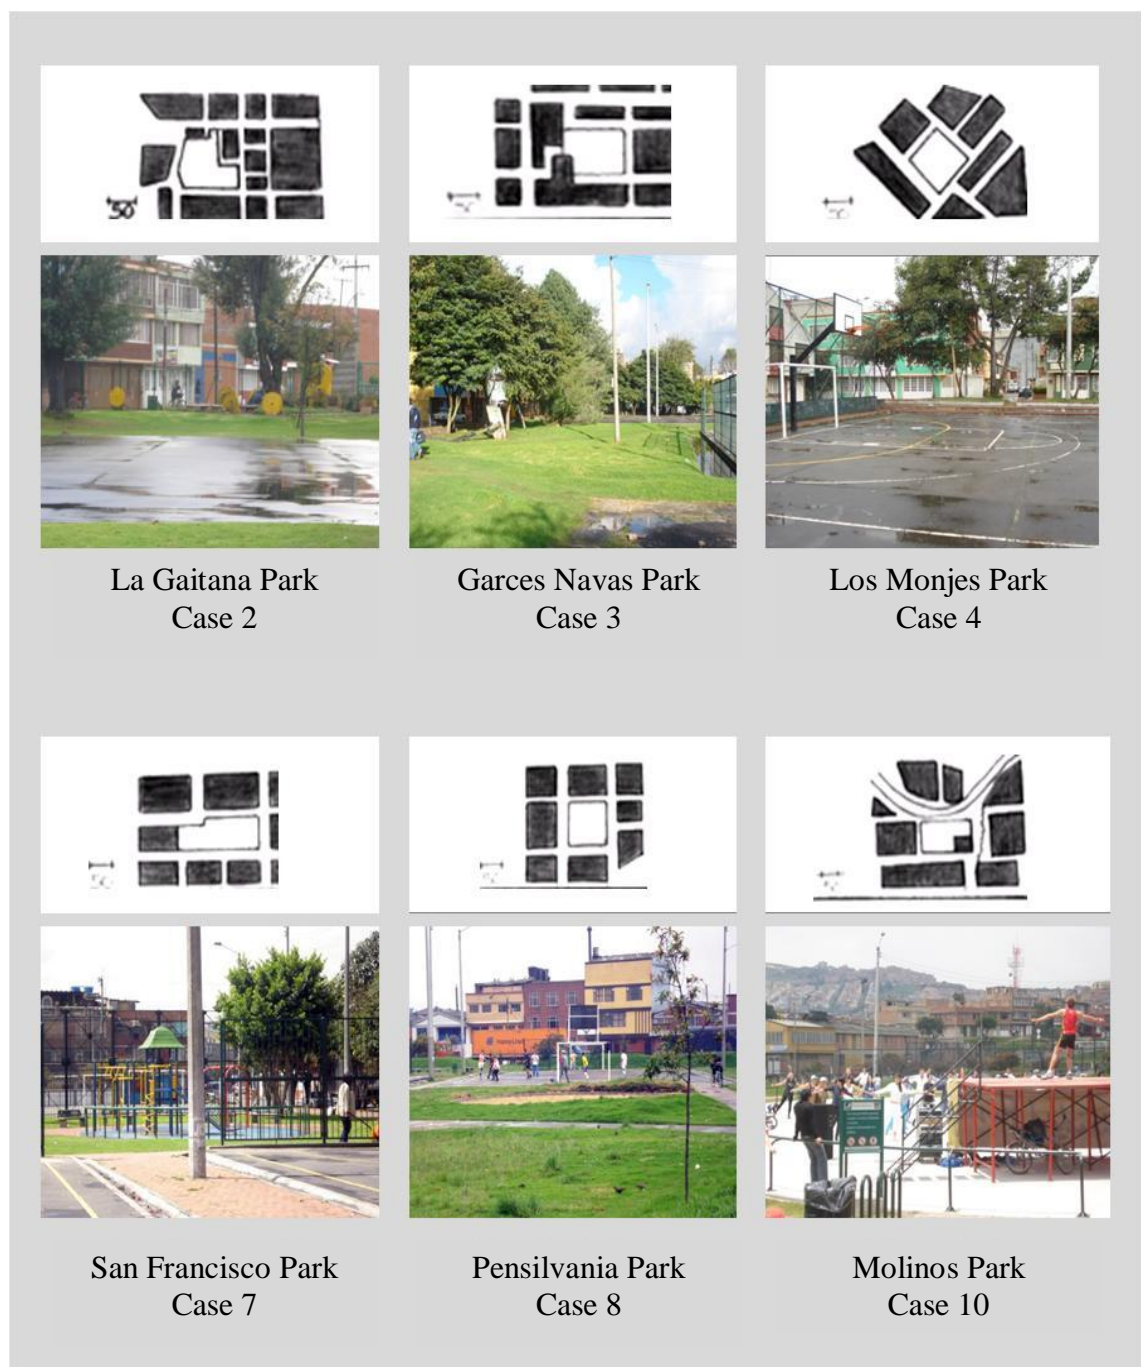 50
La Gaitana Park
Case 2
Garces Navas Park
Case 3
Los Monjes Park
Case 4
San Francisco Park
Case 7
Pensilvania Park
Case 8
Molinos Park
Case 10